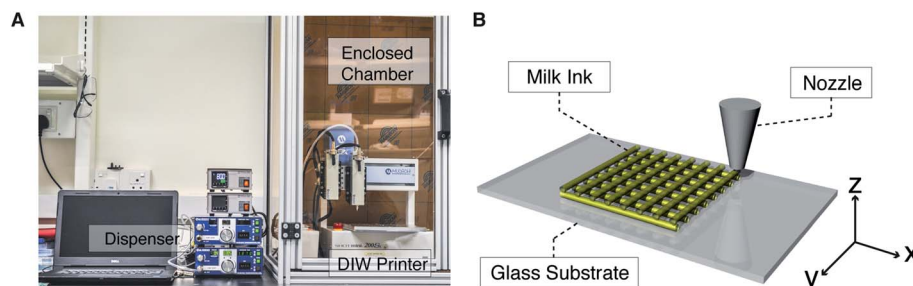 A
Enclosed
Chamber
Dispenser
DIW Printer
B
Milk Ink
Nozzle
Glass Substrate
Z
X
V